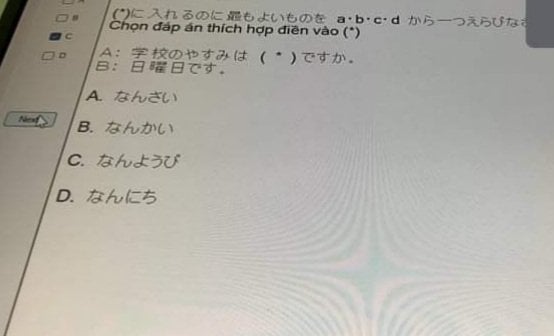 (*)に 入れるのに 最もよいものを a・b・c・d から一つえらびな
Chọn đáp án thích hợp điền vào (*)
A： 学校のやすみは ( * )ですか。
B： 日曜日です。
A. なんさい
B. なんかい
C. なんようび
D. なんにち
B
C
D
Next